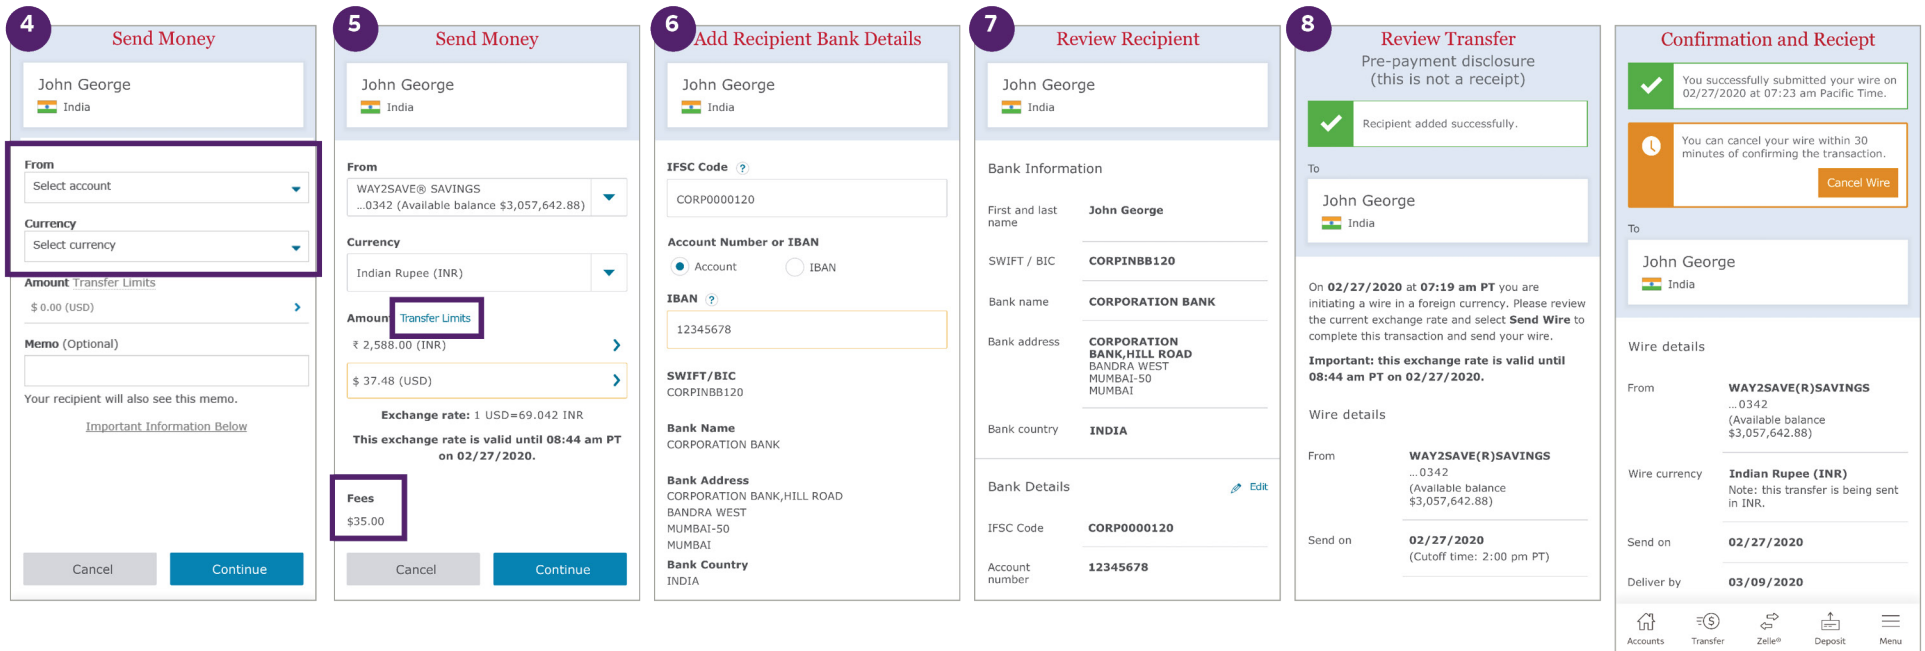 4
Send Money
John George
India
From
Select account
Currency
Select currency
Amount Transfer Limits
$ 0.00 (USD)
Memo (Optional)
Your recipient will also see this memo.
Important Information Below
Cancel
Continue
5
Send Money
John George
India
From
WAY2SAVE® SAVINGS
...0342 (Available balance $3,057,642.88)
Currency
Indian Rupee (INR)
Amount Transfer Limits
₹ 2,588.00 (INR)
$ 37.48 (USD)
Exchange rate: 1 USD=69.042 INR
This exchange rate is valid until 08:44 am PT
on 02/27/2020.
Fees
$35.00
Cancel
Continue
6
Add Recipient Bank Details
John George
India
IFSC Code ?
CORP0000120
Account Number or IBAN
Account
IBAN
IBAN ?
12345678
SWIFT/BIC
CORPINBB120
Bank Name
CORPORATION BANK
Bank Address
CORPORATION BANK,HILL ROAD
BANDRA WEST
MUMBAI-50
MUMBAI
Bank Country
INDIA
7
Review Recipient
John George
India
Bank Information
First and last
name
John George
SWIFT / BIC
CORPINBB120
Bank name
CORPORATION BANK
Bank address
CORPORATION
BANK,HILL ROAD
BANDRA WEST
MUMBAI-50
MUMBAI
Bank country
INDIA
Bank Details
Edit
IFSC Code
CORP0000120
Account
number
12345678
8
Review Transfer
Pre-payment disclosure
(this is not a receipt)
Recipient added successfully.
To
John George
India
On 02/27/2020 at 07:19 am PT you are
initiating a wire in a foreign currency. Please review
the current exchange rate and select Send Wire to
complete this transaction and send your wire.
Important: this exchange rate is valid until
08:44 am PT on 02/27/2020.
Wire details
From
WAY2SAVE(R)SAVINGS
...0342
(Available balance
$3,057,642.88)
Send on
02/27/2020
(Cutoff time: 2:00 pm PT)
Confirmation and Reciept
You successfully submitted your wire on
02/27/2020 at 07:23 am Pacific Time.
You can cancel your wire within 30
minutes of confirming the transaction.
Cancel Wire
To
John George
India
Wire details
From
WAY2SAVE(R)SAVINGS
...0342
(Available balance
$3,057,642.88)
Wire currency
Indian Rupee (INR)
Note: this transfer is being sent
in INR.
Send on
02/27/2020
Deliver by
03/09/2020
Accounts
Transfer
Zelle®
Deposit
Menu